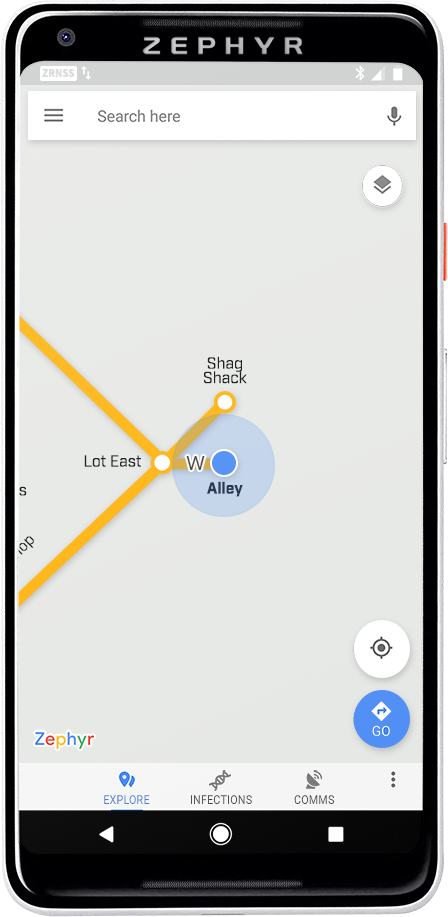 ZEPHYR
ZRNSS
Search here
Shag
Shack
Lot East
W
Alley
s
op
Zephyr
GO
EXPLORE
INFECTIONS
COMMS